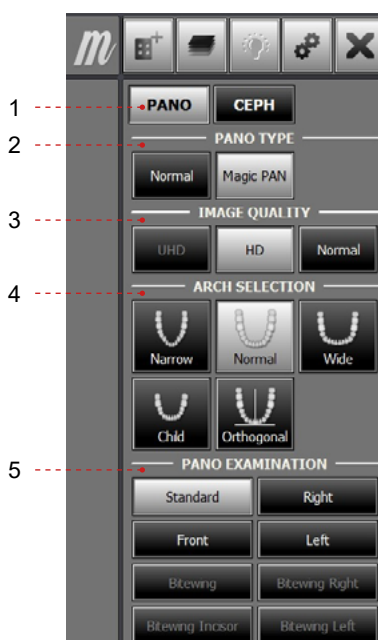 m
1
PANO CEPH
2
PANO TYPE
Normal Magic PAN
3
IMAGE QUALITY
UHD HD Normal
4
ARCH SELECTION
Narrow Normal Wide
Child Orthogonal
5
PANO EXAMINATION
Standard Right
Front Left
Bitewing Bitewing Right
Bitewing Incisor Bitewing Left